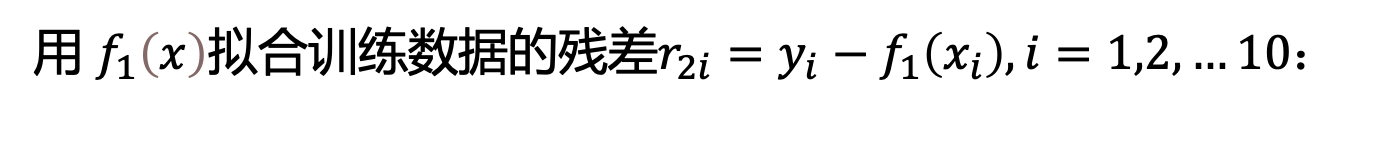 用 f₁(x)拟合训练数据的残差r₂ᵢ = yᵢ − f₁(xᵢ), i = 1,2, … 10：